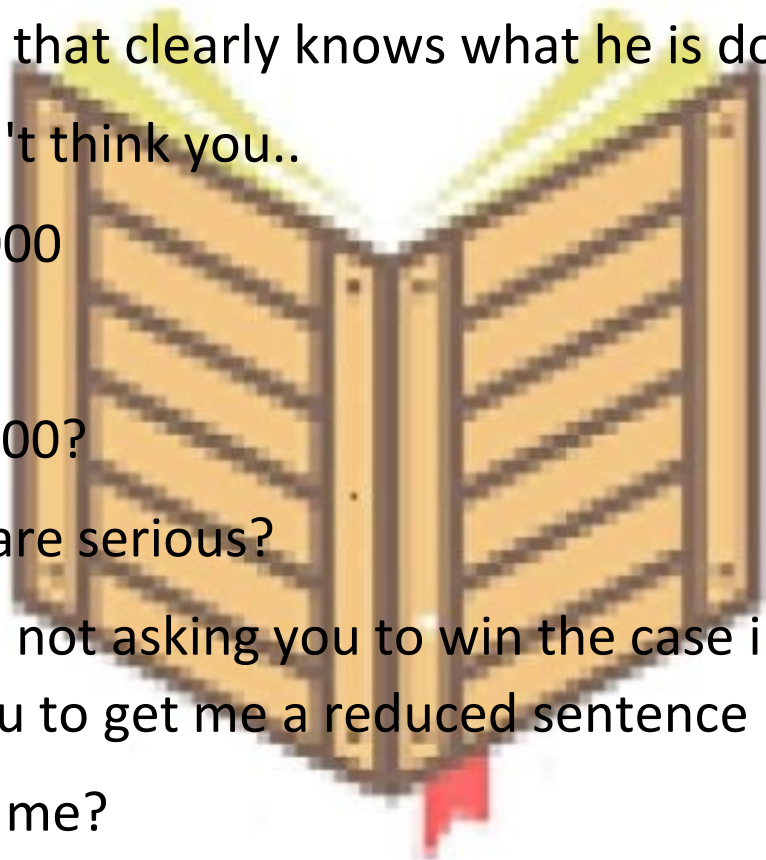 that clearly knows what he is do
't think you..
00
00?
are serious?
not asking you to win the case i
u to get me a reduced sentence
me?